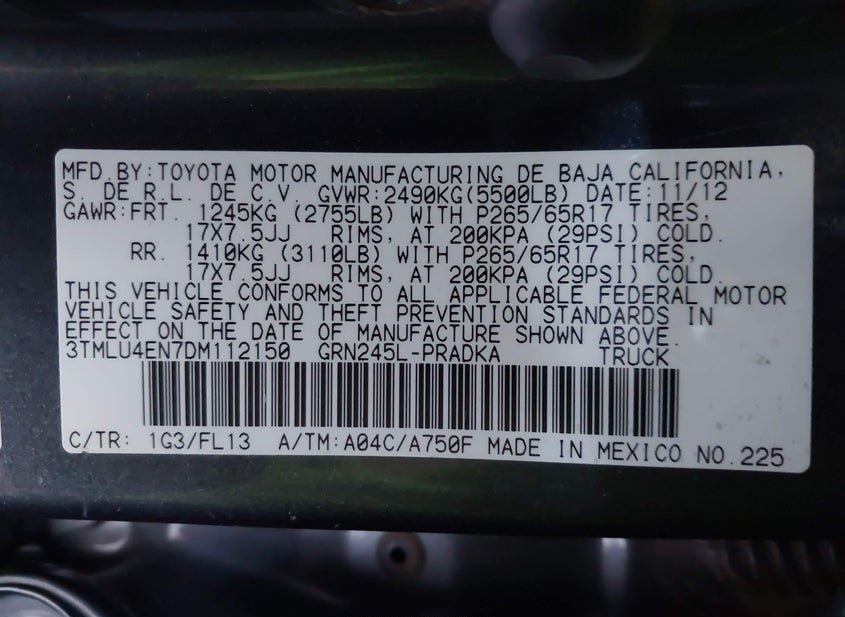 MFD.BY:TOYOTA MOTOR MANUFACTURING DE BAJA CALIFORNIA,
S. DE R.L. DE C.V. GVWR:2490KG(5500LB) DATE:11/12
GAWR:FRT. 1245KG (2755LB) WITH P265/65R17 TIRES,
17X7.5JJ RIMS, AT 200KPA (29PSI) COLD.
RR. 1410KG (3110LB) WITH P265/65R17 TIRES,
17X7.5JJ RIMS, AT 200KPA (29PSI) COLD.
THIS VEHICLE CONFORMS TO ALL APPLICABLE FEDERAL MOTOR
VEHICLE SAFETY AND THEFT PREVENTION STANDARDS IN
EFFECT ON THE DATE OF MANUFACTURE SHOWN ABOVE.
3TMLU4EN7DM112150 GRN245L-PRADKA TRUCK
C/TR: 1G3/FL13 A/TM:A04C/A750F MADE IN MEXICO NO.225